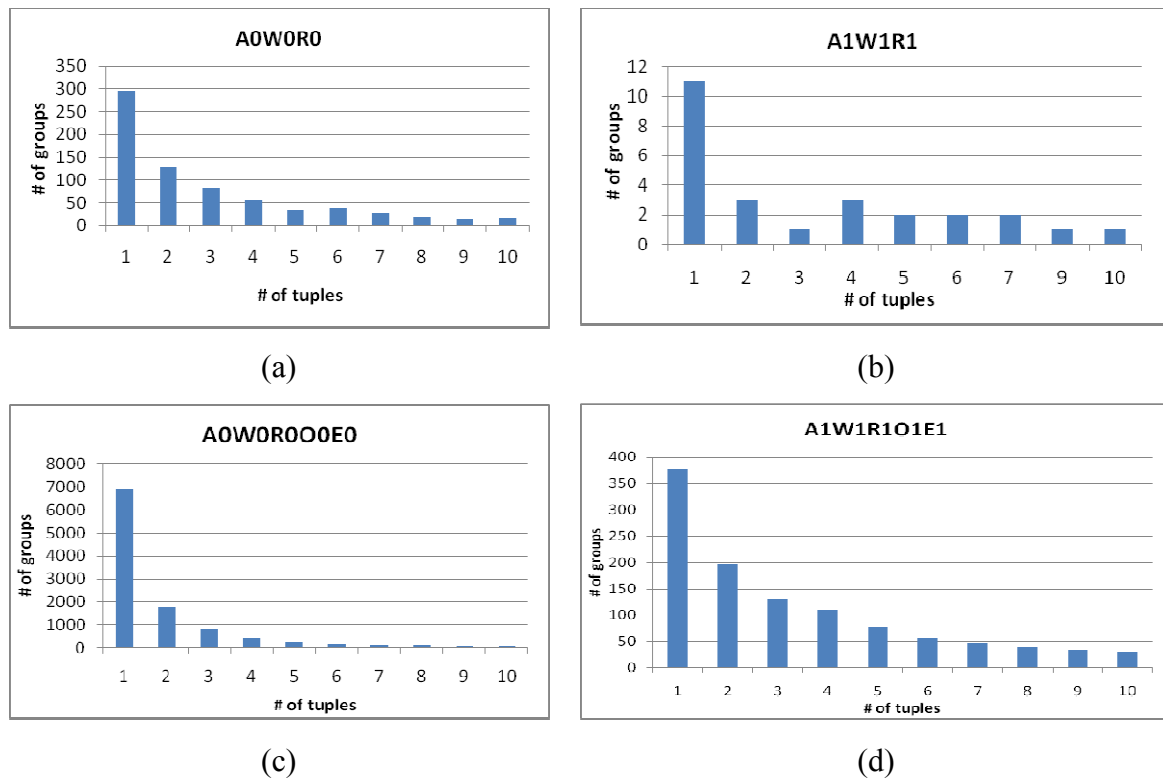 A0W0R0
350
300
250
200
150
100
50
0
# of groups
1 2 3 4 5 6 7 8 9 10
# of tuples
(a)
A1W1R1
12
10
8
6
4
2
0
# of groups
1 2 3 4 5 6 7 9 10
# of tuples
(b)
A0W0R0O0E0
8000
7000
6000
5000
4000
3000
2000
1000
0
# of groups
1 2 3 4 5 6 7 8 9 10
# of tuples
(c)
A1W1R1O1E1
400
350
300
250
200
150
100
50
0
# of groups
1 2 3 4 5 6 7 8 9 10
# of tuples
(d)